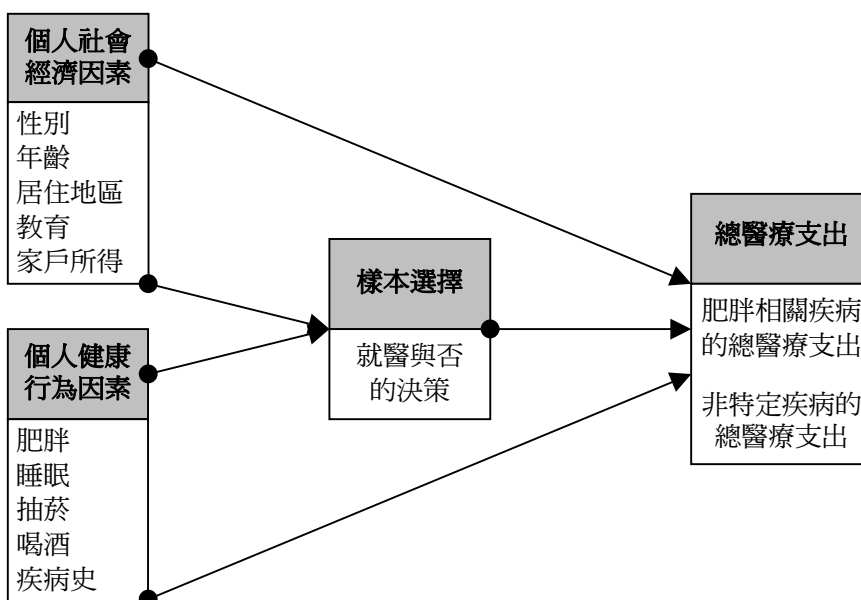 個人社會
經濟因素
性別
年齡
居住地區
教育
家戶所得
個人健康
行為因素
肥胖
睡眠
抽菸
喝酒
疾病史
樣本選擇
就醫與否
的決策
總醫療支出
肥胖相關疾病
的總醫療支出
非特定疾病的
總醫療支出